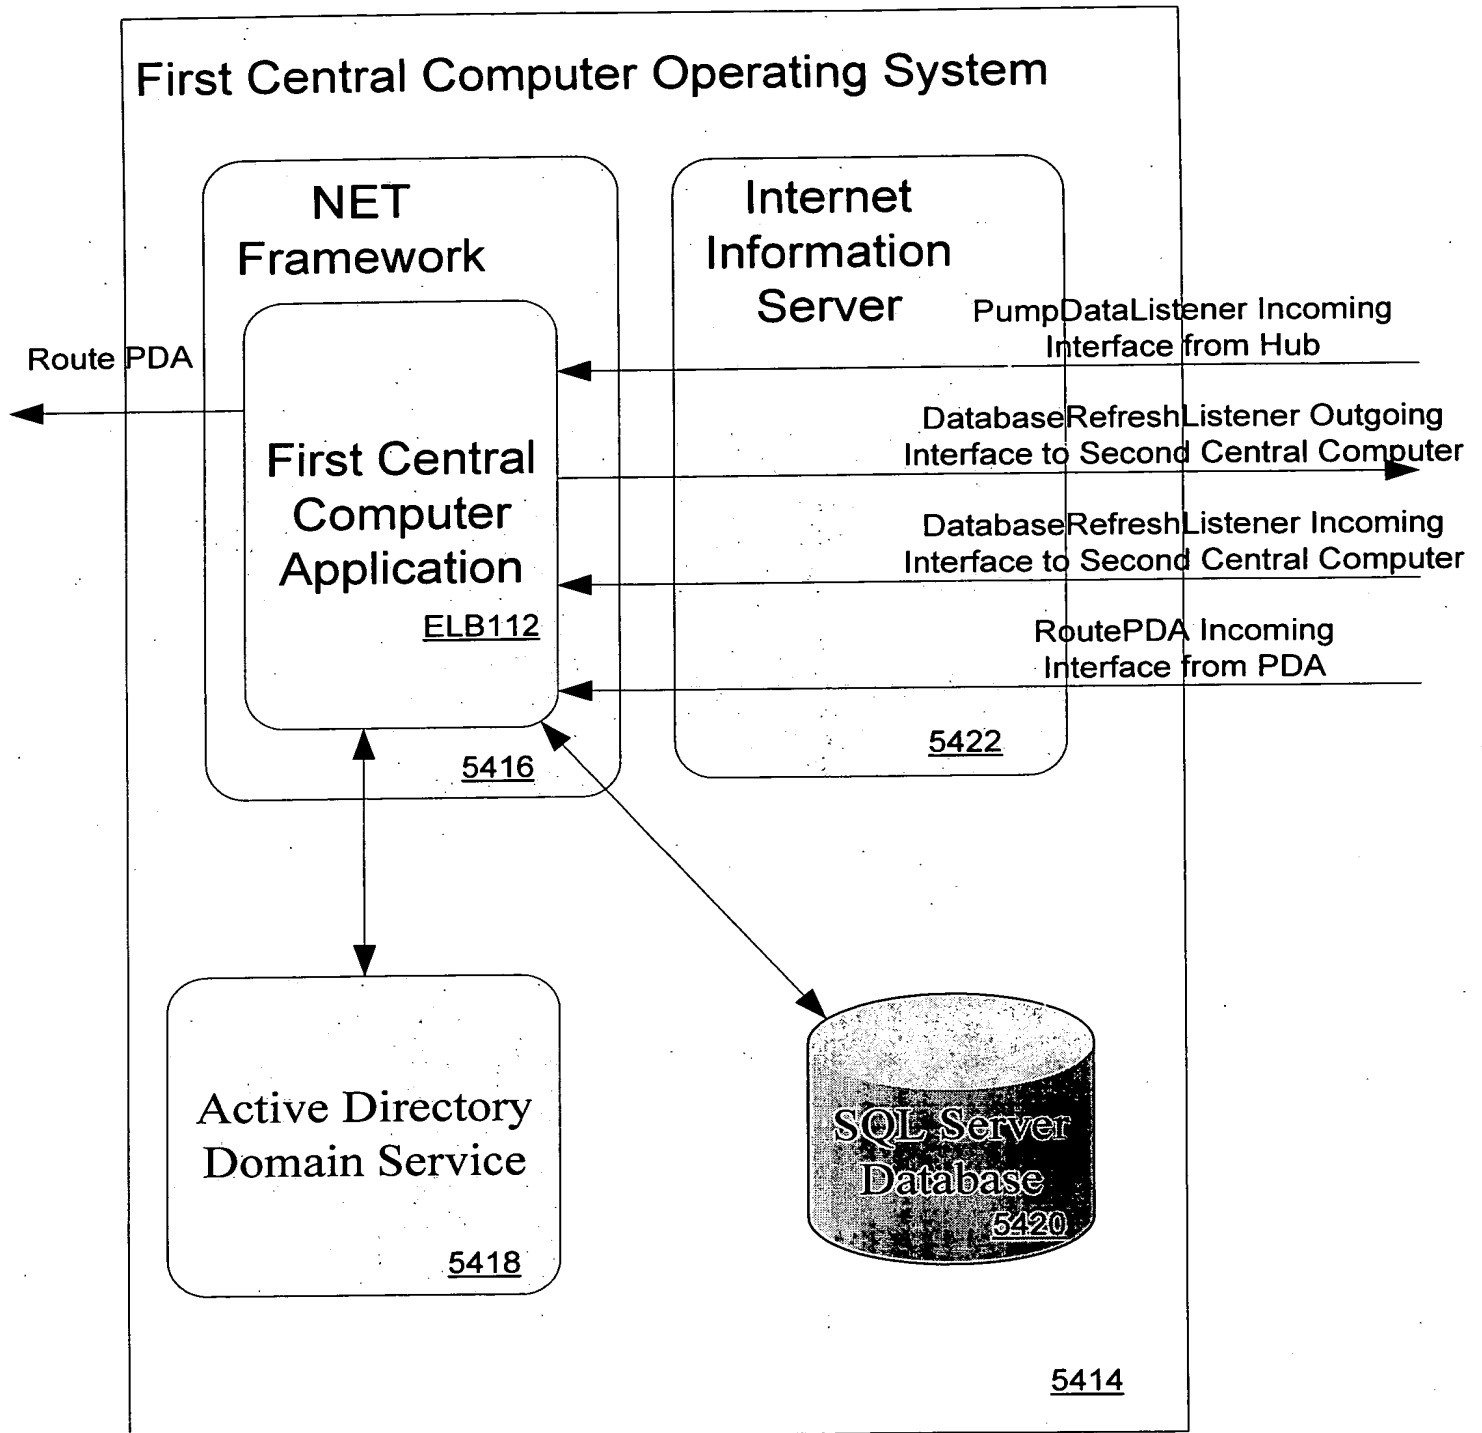 First Central Computer Operating System
NET
Framework
Internet
Information
Server
Route PDA
First Central
Computer
Application
ELB112
5416
PumpDataListener Incoming
Interface from Hub
DatabaseRefreshListener Outgoing
Interface to Second Central Computer
DatabaseRefreshListener Incoming
Interface to Second Central Computer
RoutePDA Incoming
Interface from PDA
5422
Active Directory
Domain Service
5418
SQL Server
Database
5420
5414